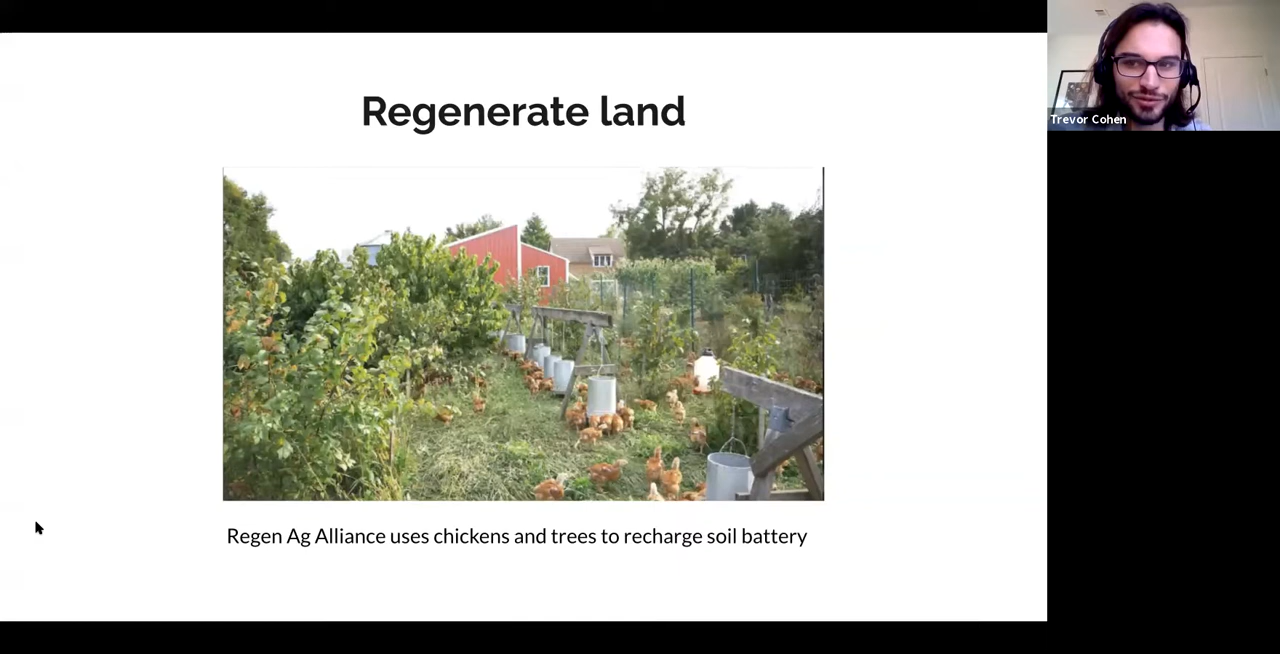 Regenerate land
Trevor Cohen
Regen Ag Alliance uses chickens and trees to recharge soil battery